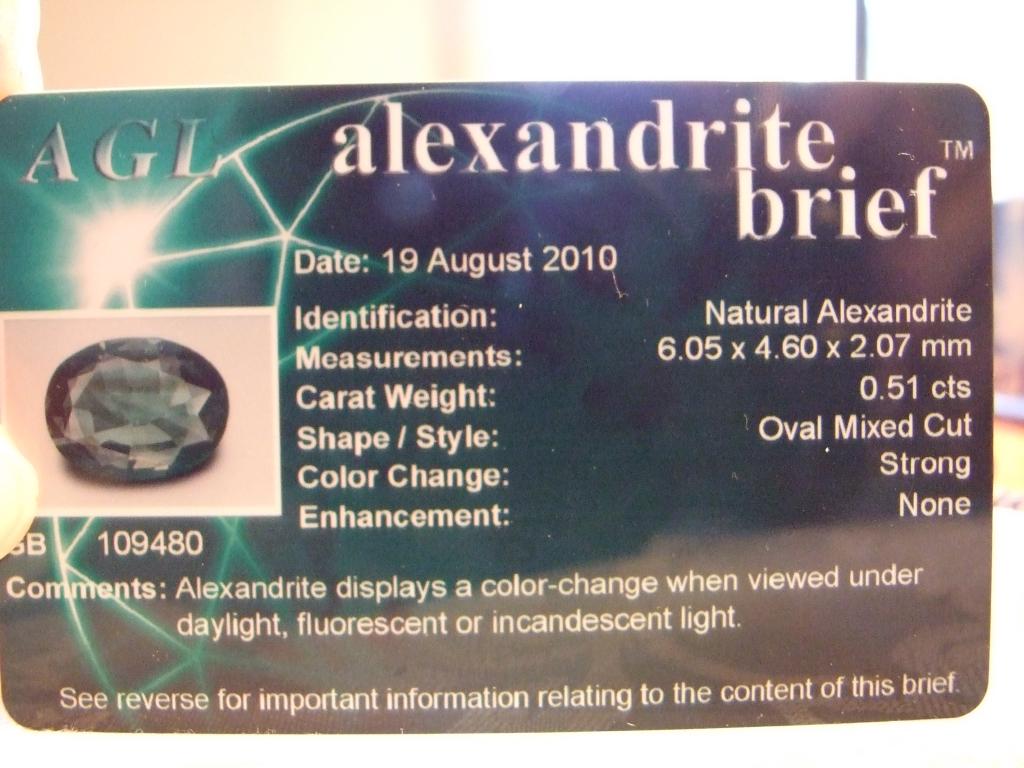 AGL alexandrite brief™
Date: 19 August 2010
Identification: Natural Alexandrite
Measurements: 6.05 x 4.60 x 2.07 mm
Carat Weight: 0.51 cts
Shape / Style: Oval Mixed Cut
Color Change: Strong
Enhancement: None
GB 109480
Comments: Alexandrite displays a color-change when viewed under
daylight, fluorescent or incandescent light.
See reverse for important information relating to the content of this brief.